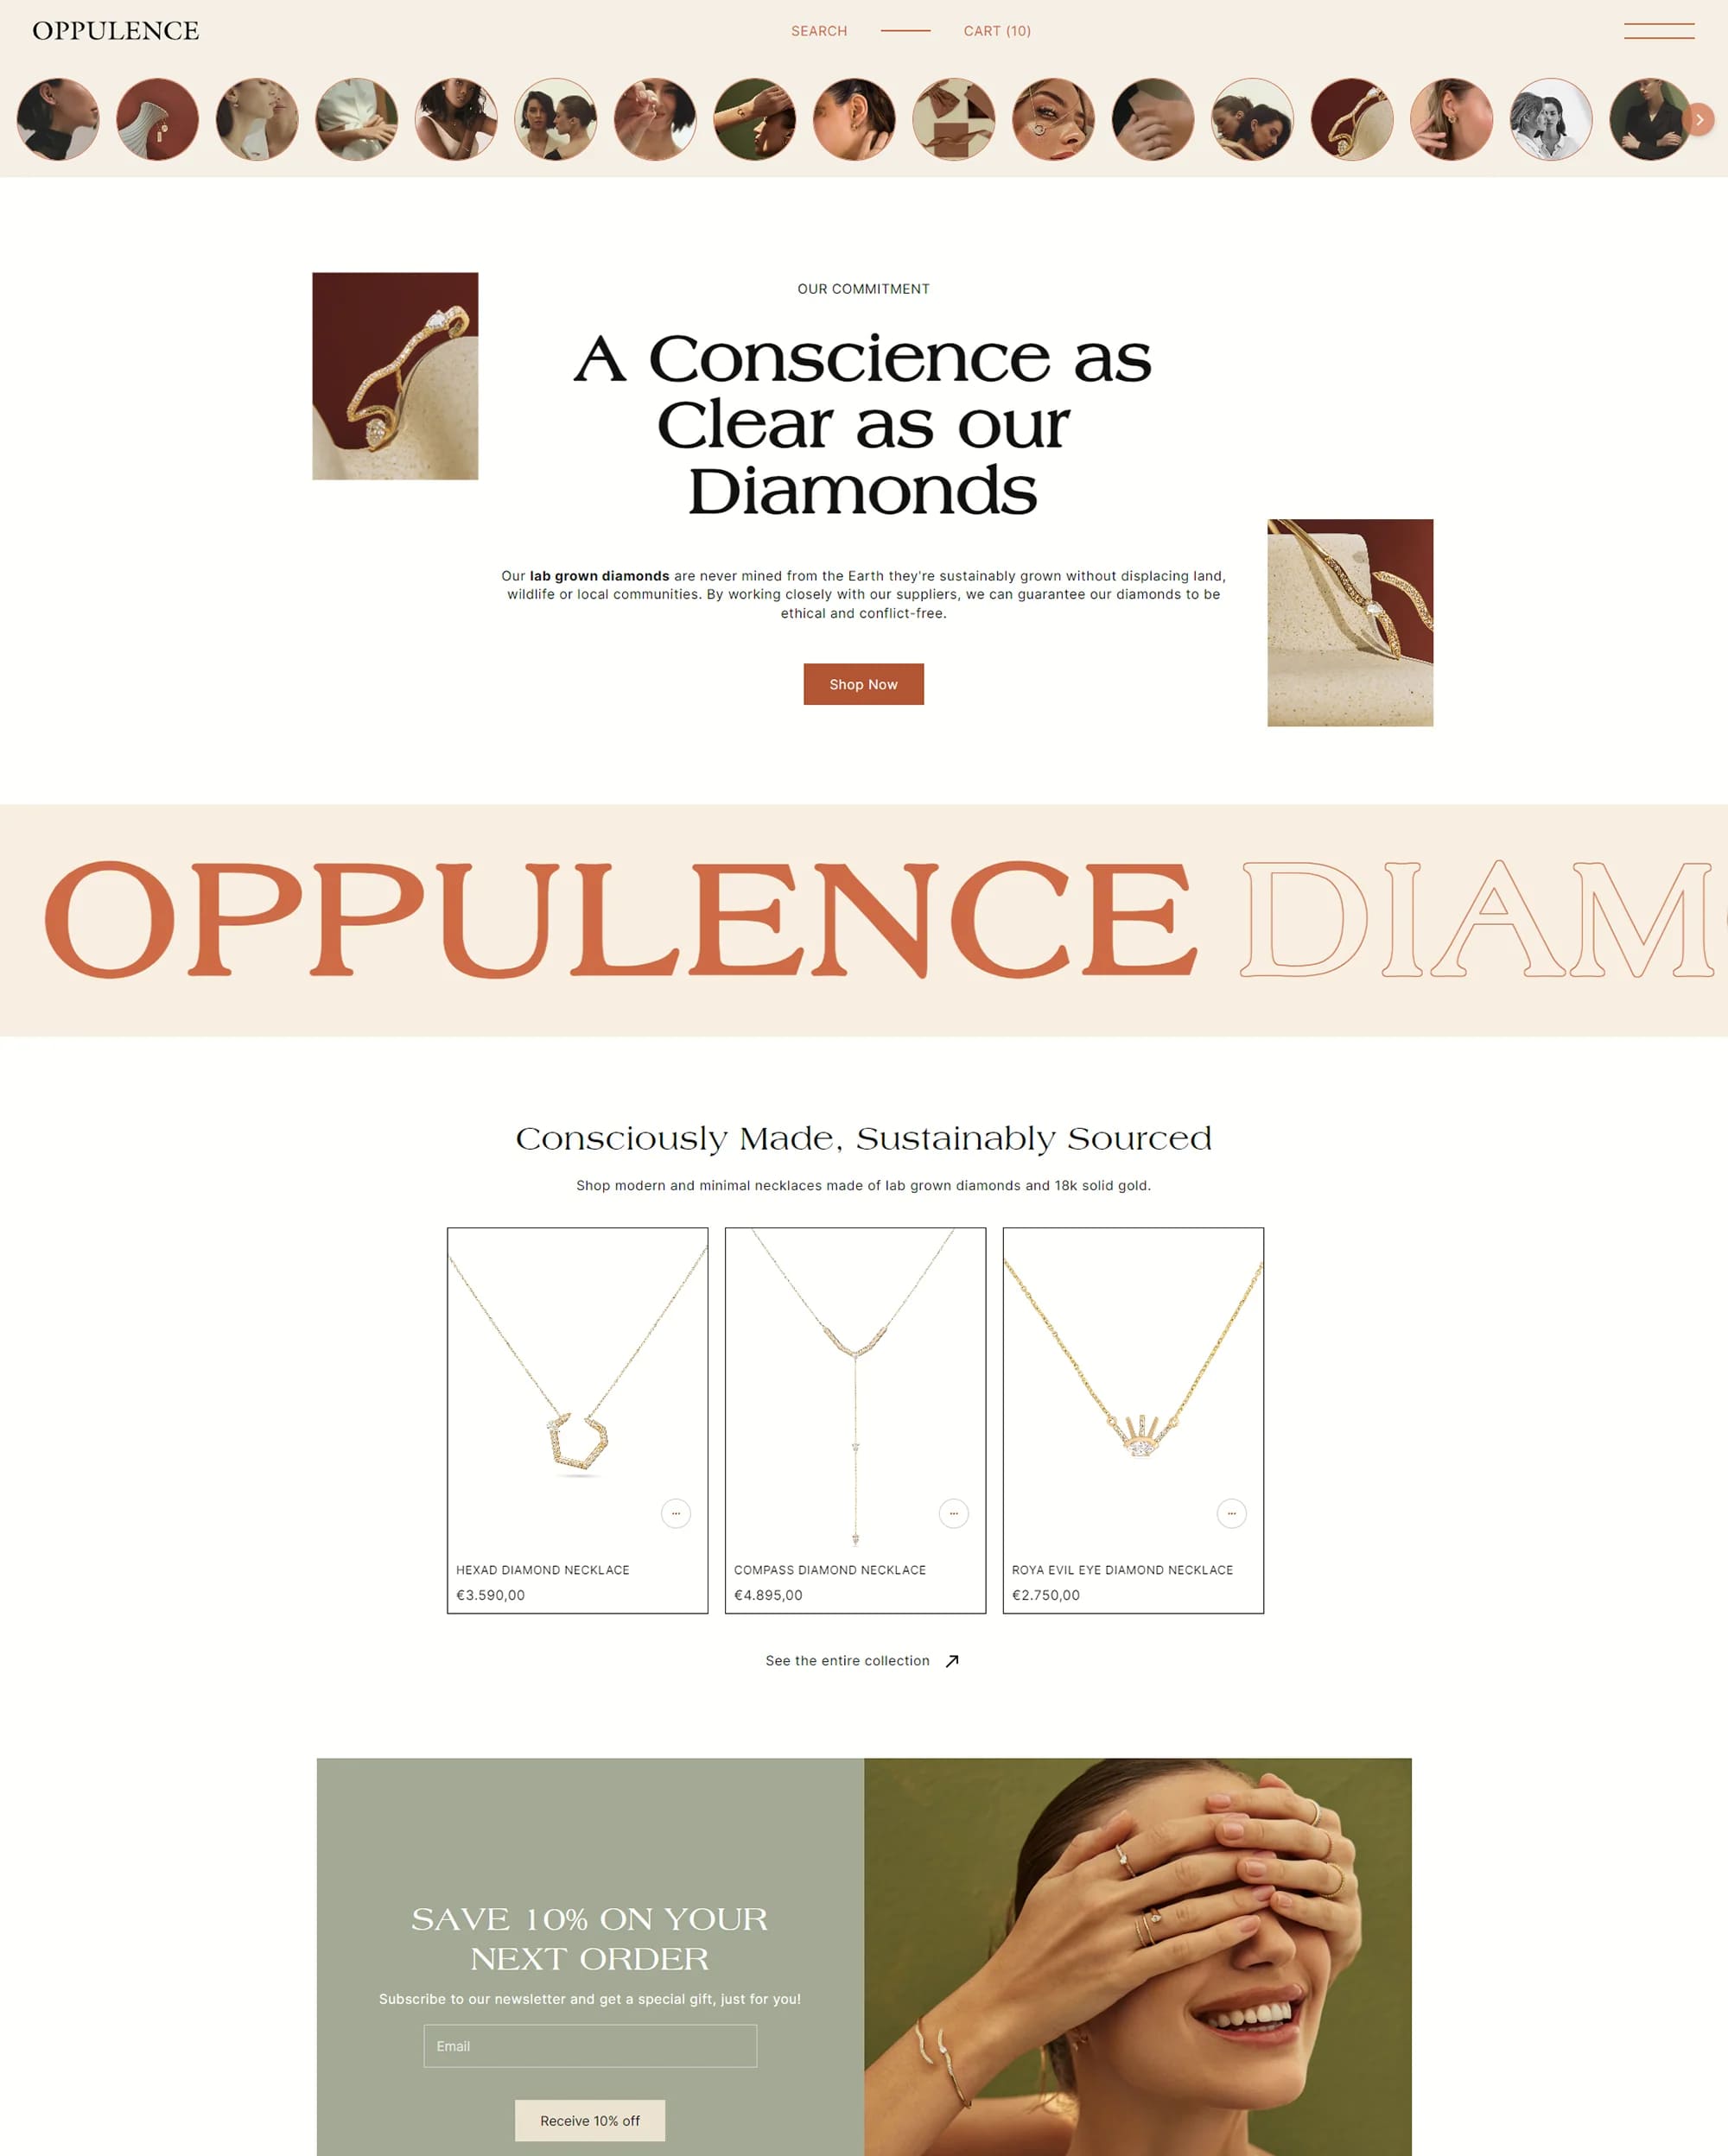 OPPULENCE
SEARCH
CART (10)
OUR COMMITMENT
A Conscience as
Clear as our
Diamonds
Our lab grown diamonds are never mined from the Earth they're sustainably grown without displacing land,
wildlife or local communities. By working closely with our suppliers, we can guarantee our diamonds to be
ethical and conflict-free.
Shop Now
OPPULENCE DIAM
Consciously Made, Sustainably Sourced
Shop modern and minimal necklaces made of lab grown diamonds and 18k solid gold.
HEXAD DIAMOND NECKLACE
€3.590,00
COMPASS DIAMOND NECKLACE
€4.895,00
ROYA EVIL EYE DIAMOND NECKLACE
€2.750,00
See the entire collection
SAVE 10% ON YOUR
NEXT ORDER
Subscribe to our newsletter and get a special gift, just for you!
Email
Receive 10% off